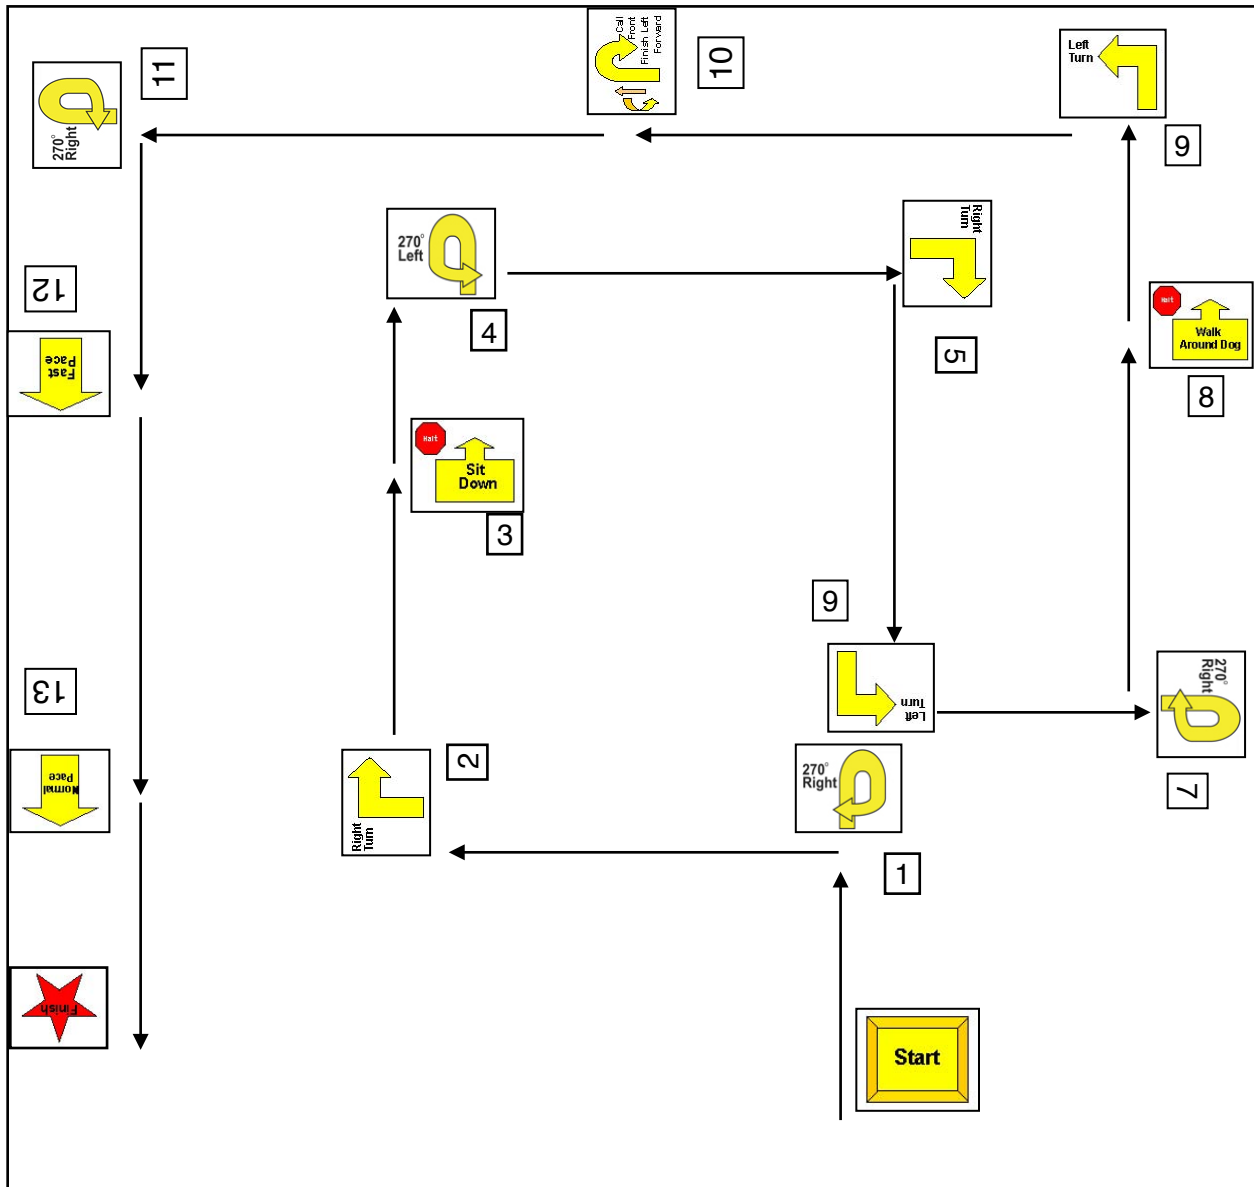 Call
Front
Finish Left
Forward
10
Left
Turn
9
11
270°
Right
12
Fast
Pace
270°
Left
4
Right
Turn
5
Halt
Walk
Around Dog
8
Halt
Sit
Down
3
6
Left
Turn
270°
Right
7
13
Normal
Pace
Right
Turn
2
270°
Right
1
Finish
Start